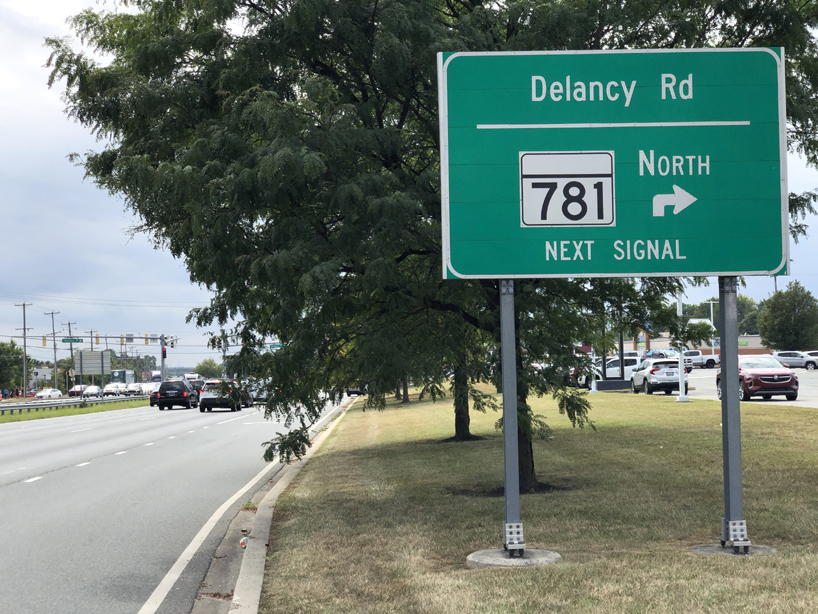 Delancy Rd
781
NORTH
NEXT SIGNAL